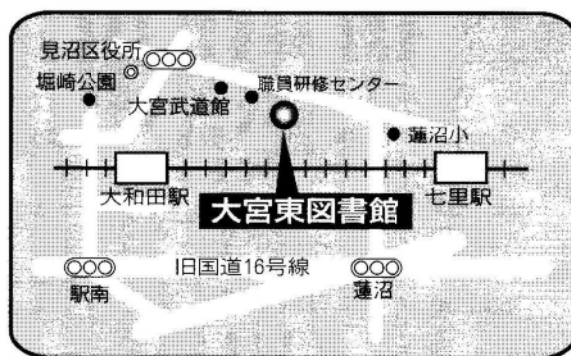 見沼区役所
堀崎公園
大宮武道館
職員研修センター
蓮沼小
大和田駅
大宮東図書館
七里駅
旧国道16号線
駅南
蓮沼